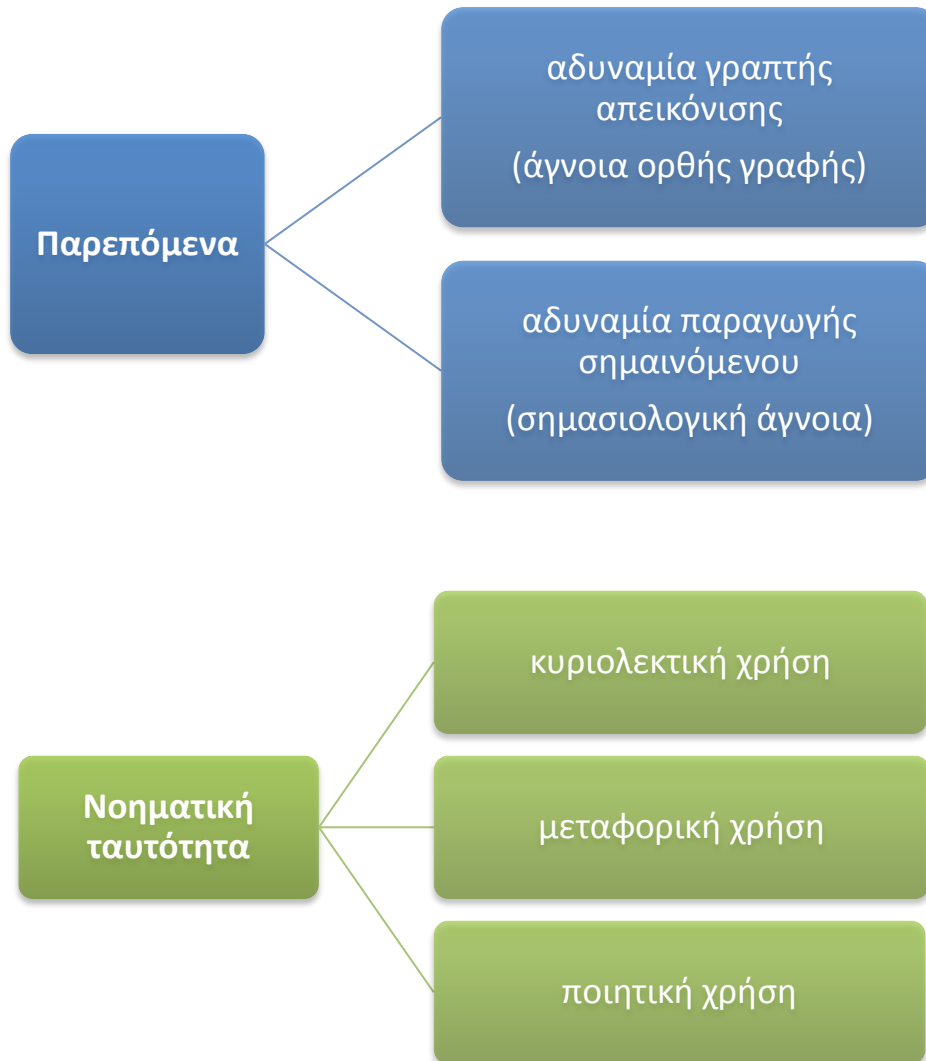 αδυναμία γραπτής
απεικόνισης
(άγνοια ορθής γραφής)
Παρεπόμενα
αδυναμία παραγωγής
σημαινόμενου
(σημασιολογική άγνοια)
κυριολεκτική χρήση
Νοηματική
ταυτότητα
μεταφορική χρήση
ποιητική χρήση